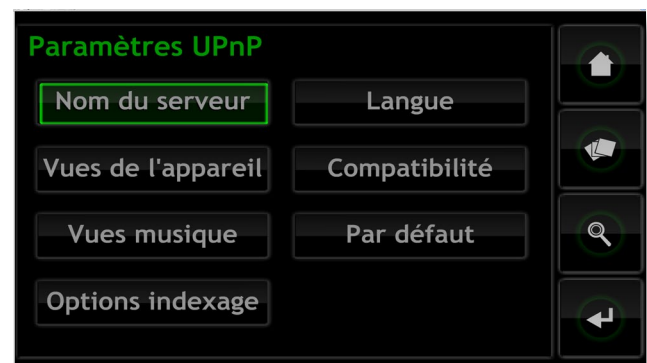 Paramètres UPnP
Nom du serveur
Langue
Vues de l'appareil
Compatibilité
Vues musique
Par défaut
Options indexage